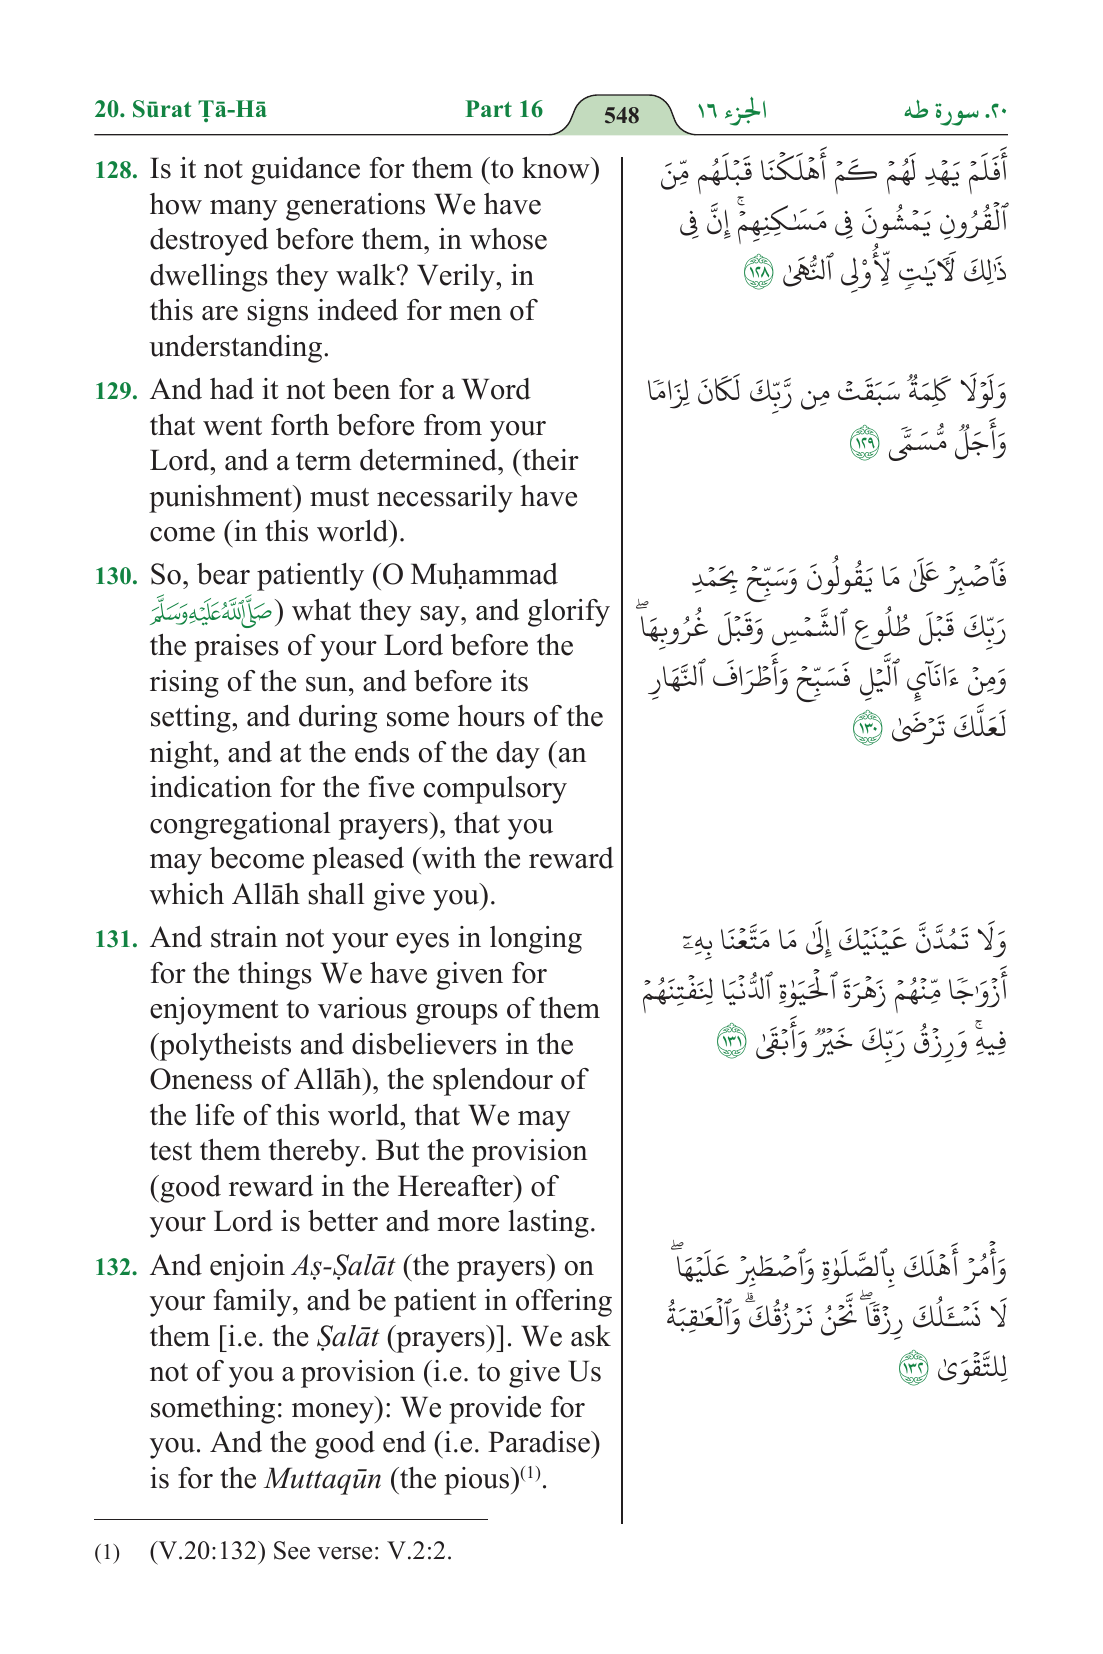 20. Sūrat Ṭā-Hā Part 16 548 الجزء ١٦ ٢٠. سورة طه
128. Is it not guidance for them (to know)
how many generations We have
destroyed before them, in whose
dwellings they walk? Verily, in
this are signs indeed for men of
understanding.
129. And had it not been for a Word
that went forth before from your
Lord, and a term determined, (their
punishment) must necessarily have
come (in this world).
130. So, bear patiently (O Muḥammad
صَلَّى ٱللَّهُ عَلَيْهِ وَسَلَّمَ) what they say, and glorify
the praises of your Lord before the
rising of the sun, and before its
setting, and during some hours of the
night, and at the ends of the day (an
indication for the five compulsory
congregational prayers), that you
may become pleased (with the reward
which Allāh shall give you).
131. And strain not your eyes in longing
for the things We have given for
enjoyment to various groups of them
(polytheists and disbelievers in the
Oneness of Allāh), the splendour of
the life of this world, that We may
test them thereby. But the provision
(good reward in the Hereafter) of
your Lord is better and more lasting.
132. And enjoin Aṣ-Ṣalāt (the prayers) on
your family, and be patient in offering
them [i.e. the Ṣalāt (prayers)]. We ask
not of you a provision (i.e. to give Us
something: money): We provide for
you. And the good end (i.e. Paradise)
is for the Muttaqūn (the pious)(1).
أَفَلَمْ يَهْدِ لَهُمْ كَمْ أَهْلَكْنَا قَبْلَهُم مِّنَ
ٱلْقُرُونِ يَمْشُونَ فِى مَسَـٰكِنِهِمْ ۚ إِنَّ فِى
ذَٰلِكَ لَـَٔايَـٰتٍ لِّأُو۟لِى ٱلنُّهَىٰ ١٢٨
وَلَوْلَا كَلِمَةٌ سَبَقَتْ مِن رَّبِّكَ لَكَانَ لِزَامًا
وَأَجَلٌ مُّسَمًّى ١٢٩
فَٱصْبِرْ عَلَىٰ مَا يَقُولُونَ وَسَبِّحْ بِحَمْدِ
رَبِّكَ قَبْلَ طُلُوعِ ٱلشَّمْسِ وَقَبْلَ غُرُوبِهَا ۖ
وَمِنْ ءَانَآئِ ٱلَّيْلِ فَسَبِّحْ وَأَطْرَافَ ٱلنَّهَارِ
لَعَلَّكَ تَرْضَىٰ ١٣٠
وَلَا تَمُدَّنَّ عَيْنَيْكَ إِلَىٰ مَا مَتَّعْنَا بِهِۦٓ
أَزْوَٰجًا مِّنْهُمْ زَهْرَةَ ٱلْحَيَوٰةِ ٱلدُّنْيَا لِنَفْتِنَهُمْ
فِيهِ ۚ وَرِزْقُ رَبِّكَ خَيْرٌ وَأَبْقَىٰ ١٣١
وَأْمُرْ أَهْلَكَ بِٱلصَّلَوٰةِ وَٱصْطَبِرْ عَلَيْهَا ۖ
لَا نَسْـَٔلُكَ رِزْقًا ۖ نَّحْنُ نَرْزُقُكَ ۗ وَٱلْعَـٰقِبَةُ
لِلتَّقْوَىٰ ١٣٢
(1) (V.20:132) See verse: V.2:2.